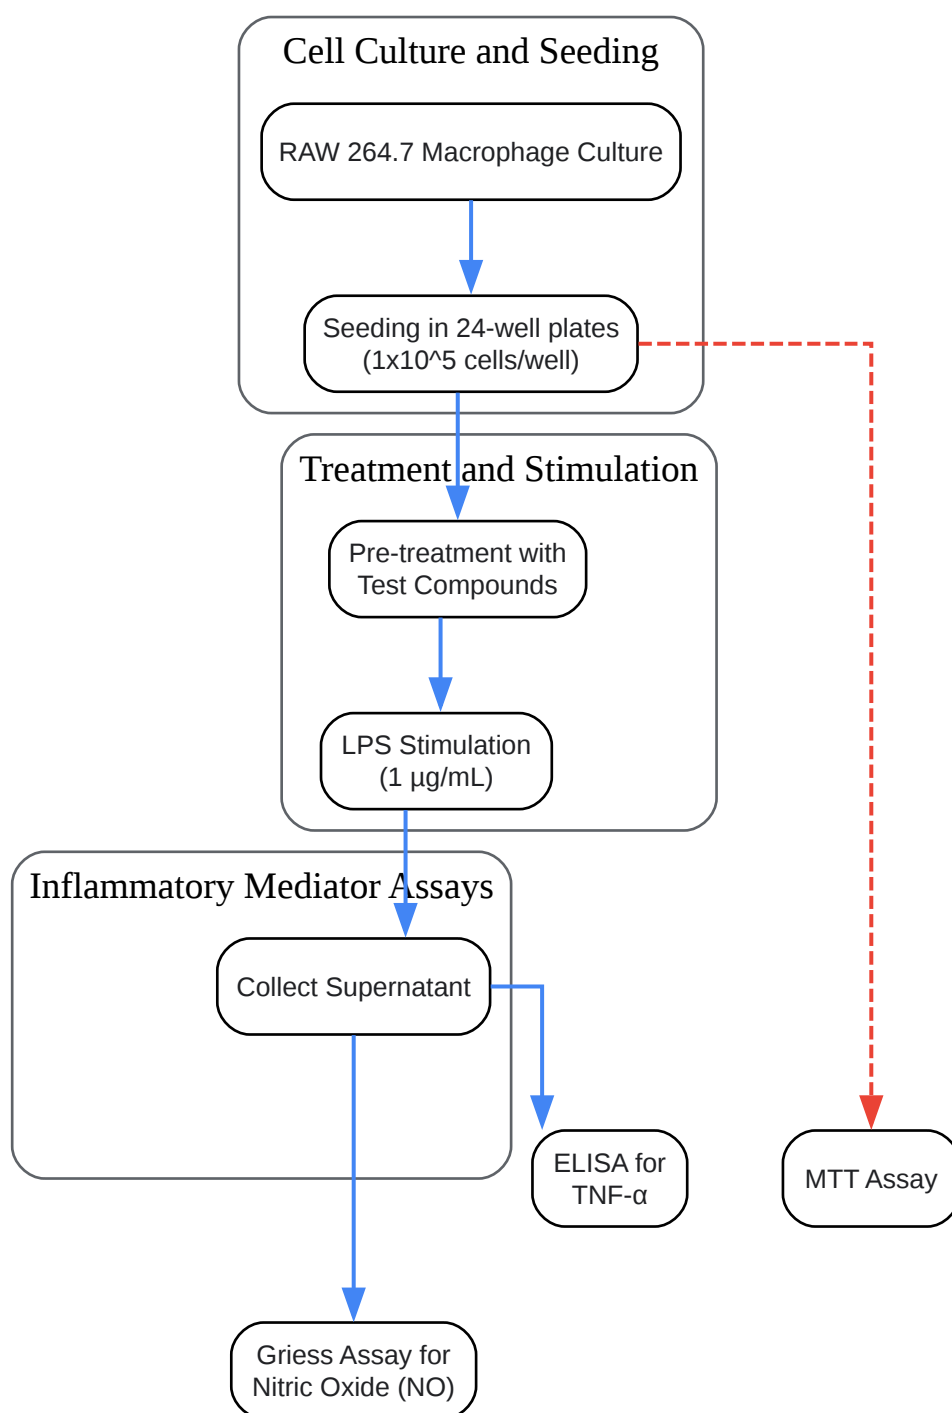 Cell Culture and Seeding
RAW 264.7 Macrophage Culture
Seeding in 24-well plates
(1x10^5 cells/well)
Treatment and Stimulation
Pre-treatment with
Test Compounds
LPS Stimulation
(1 µg/mL)
Inflammatory Mediator Assays
Collect Supernatant
ELISA for
TNF-α
MTT Assay
Griess Assay for
Nitric Oxide (NO)